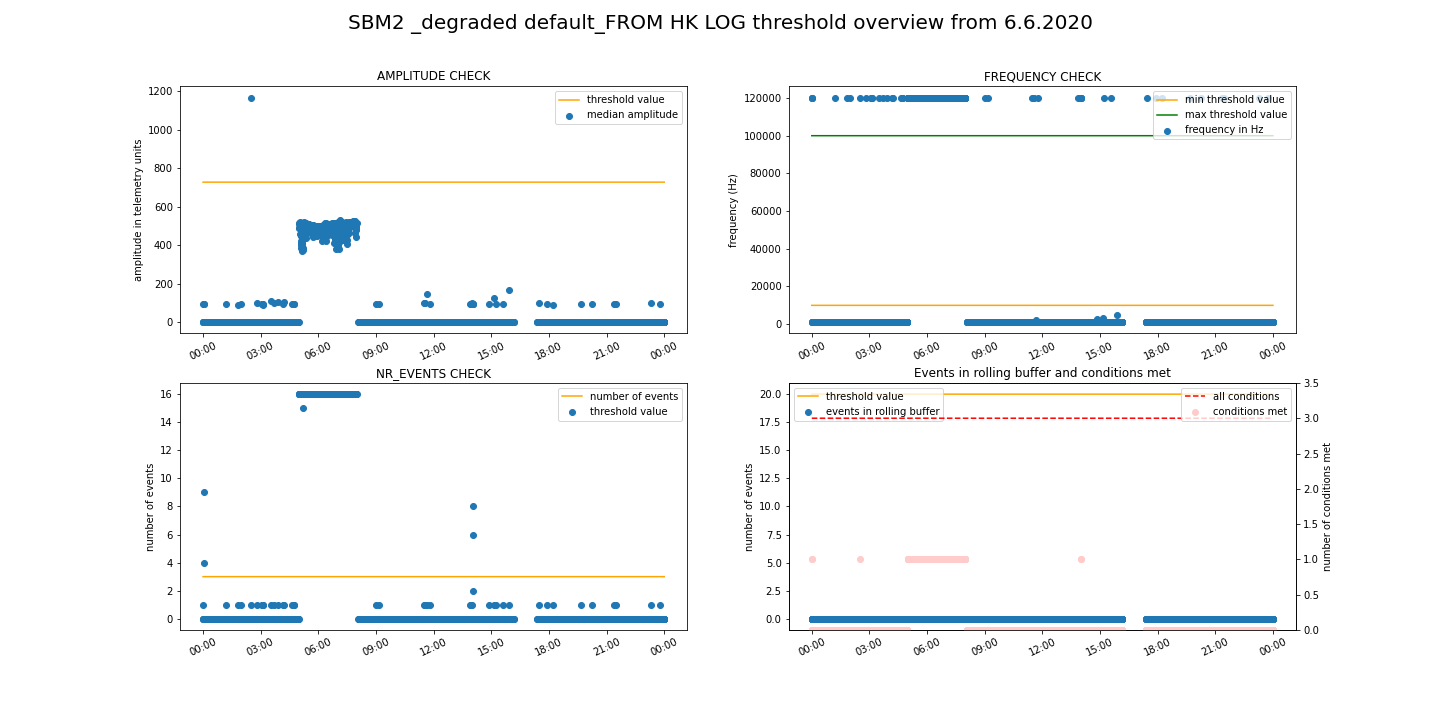 SBM2 _degraded default_FROM HK LOG threshold overview from 6.6.2020
AMPLITUDE CHECK
amplitude in telemetry units
1200
1000
800
600
400
200
0
threshold value
median amplitude
00:00 03:00 06:00 09:00 12:00 15:00 18:00 21:00 00:00
FREQUENCY CHECK
frequency (Hz)
120000
100000
80000
60000
40000
20000
0
min threshold value
max threshold value
frequency in Hz
00:00 03:00 06:00 09:00 12:00 15:00 18:00 21:00 00:00
NR_EVENTS CHECK
number of events
16
14
12
10
8
6
4
2
0
number of events
threshold value
00:00 03:00 06:00 09:00 12:00 15:00 18:00 21:00 00:00
Events in rolling buffer and conditions met
number of events
20.0
17.5
15.0
12.5
10.0
7.5
5.0
2.5
0.0
threshold value
events in rolling buffer
all conditions
conditions met
3.5
3.0
2.5
2.0
1.5
1.0
0.5
0.0
number of conditions met
00:00 03:00 06:00 09:00 12:00 15:00 18:00 21:00 00:00